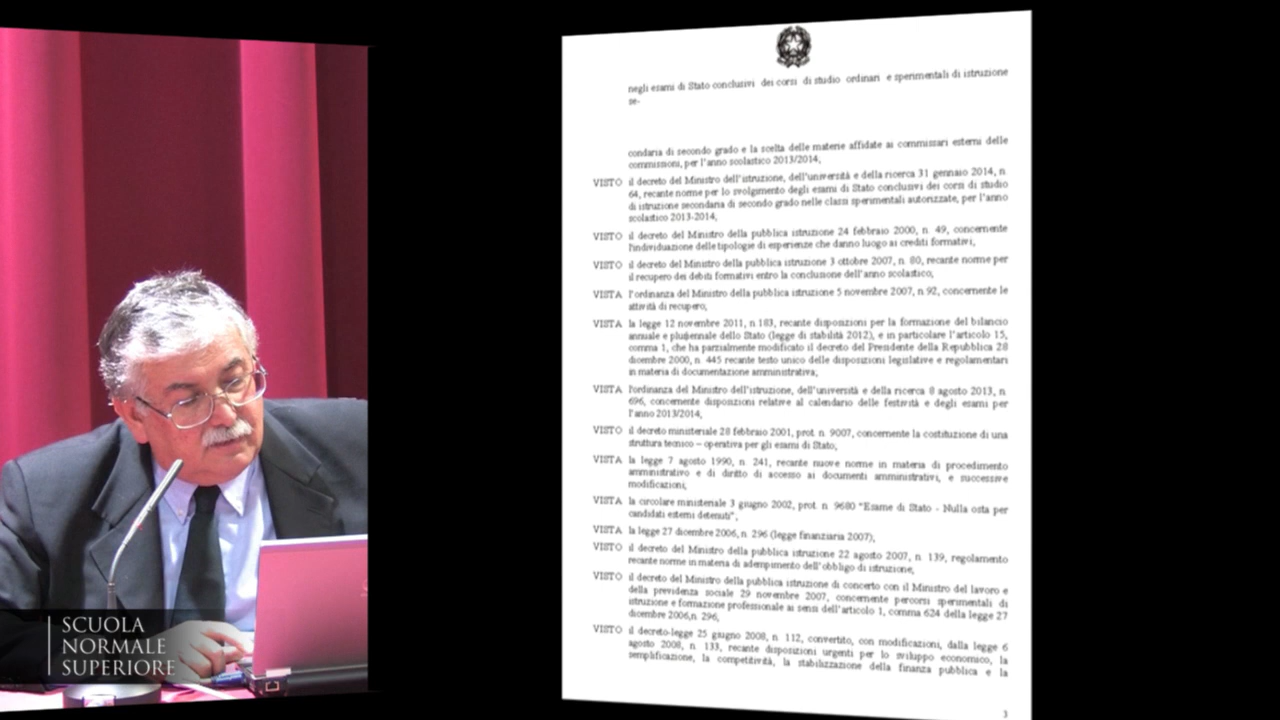 negli esami di Stato conclusivi dei corsi di studio ordinari e sperimentali di istruzione
se-
condaria di secondo grado e la scelta delle materie affidate ai commissari esterni delle
commissioni, per l'anno scolastico 2013/2014;
VISTO il decreto del Ministro dell'istruzione, dell'università e della ricerca 31 gennaio 2014, n.
64, recante norme per lo svolgimento degli esami di Stato conclusivi dei corsi di studio
di istruzione secondaria di secondo grado nelle classi sperimentali autorizzate, per l'anno
scolastico 2013-2014;
VISTO il decreto del Ministro della pubblica istruzione 24 febbraio 2000, n. 49, concernente
l'individuazione delle tipologie di esperienze che danno luogo ai crediti formativi;
VISTO il decreto del Ministro della pubblica istruzione 3 ottobre 2007, n. 80, recante norme per
il recupero dei debiti formativi entro la conclusione dell'anno scolastico;
VISTA l'ordinanza del Ministro della pubblica istruzione 5 novembre 2007, n.92, concernente le
attività di recupero;
VISTA la legge 12 novembre 2011, n.183, recante disposizioni per la formazione del bilancio
annuale e pluriennale dello Stato (legge di stabilità 2012), e in particolare l'articolo 15,
comma 1, che ha parzialmente modificato il decreto del Presidente della Repubblica 28
dicembre 2000, n. 445 recante testo unico delle disposizioni legislative e regolamentari
in materia di documentazione amministrativa;
VISTA l'ordinanza del Ministro dell'istruzione, dell'università e della ricerca 8 agosto 2013, n.
696, concernente disposizioni relative al calendario delle festività e degli esami per
l'anno 2013/2014;
VISTO il decreto ministeriale 28 febbraio 2001, prot. n. 9007, concernente la costituzione di una
struttura tecnico – operativa per gli esami di Stato;
VISTA la legge 7 agosto 1990, n. 241, recante nuove norme in materia di procedimento
amministrativo e di diritto di accesso ai documenti amministrativi, e successive
modificazioni;
VISTA la circolare ministeriale 3 giugno 2002, prot. n. 9680 "Esame di Stato - Nulla osta per
candidati esterni detenuti";
VISTA la legge 27 dicembre 2006, n. 296 (legge finanziaria 2007);
VISTO il decreto del Ministro della pubblica istruzione 22 agosto 2007, n. 139, regolamento
recante norme in materia di adempimento dell'obbligo di istruzione;
VISTO il decreto del Ministro della pubblica istruzione di concerto con il Ministro del lavoro e
della previdenza sociale 29 novembre 2007, concernente percorsi sperimentali di
istruzione e formazione professionale ai sensi dell'articolo 1, comma 624 della legge 27
dicembre 2006,n. 296;
VISTO il decreto-legge 25 giugno 2008, n. 112, convertito, con modificazioni, dalla legge 6
agosto 2008, n. 133, recante disposizioni urgenti per lo sviluppo economico, la
semplificazione, la competitività, la stabilizzazione della finanza pubblica e la
3
SCUOLA
NORMALE
SUPERIORE